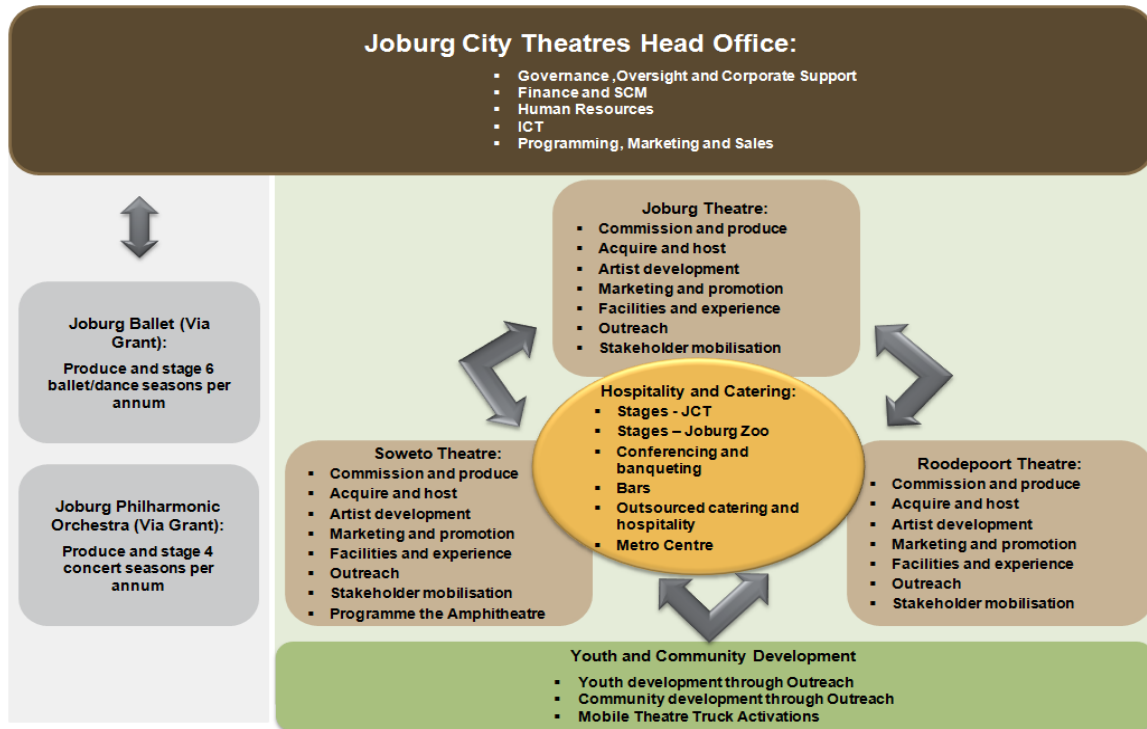 Joburg City Theatres Head Office:
▪ Governance ,Oversight and Corporate Support
▪ Finance and SCM
▪ Human Resources
▪ ICT
▪ Programming, Marketing and Sales
Joburg Ballet (Via
Grant):
Produce and stage 6
ballet/dance seasons per
annum
Joburg Philharmonic
Orchestra (Via Grant):
Produce and stage 4
concert seasons per
annum
Joburg Theatre:
▪ Commission and produce
▪ Acquire and host
▪ Artist development
▪ Marketing and promotion
▪ Facilities and experience
▪ Outreach
▪ Stakeholder mobilisation
Hospitality and Catering:
▪ Stages - JCT
▪ Stages – Joburg Zoo
▪ Conferencing and
banqueting
▪ Bars
▪ Outsourced catering and
hospitality
▪ Metro Centre
Soweto Theatre:
▪ Commission and produce
▪ Acquire and host
▪ Artist development
▪ Marketing and promotion
▪ Facilities and experience
▪ Outreach
▪ Stakeholder mobilisation
▪ Programme the Amphitheatre
Roodepoort Theatre:
▪ Commission and produce
▪ Acquire and host
▪ Artist development
▪ Marketing and promotion
▪ Facilities and experience
▪ Outreach
▪ Stakeholder mobilisation
Youth and Community Development
▪ Youth development through Outreach
▪ Community development through Outreach
▪ Mobile Theatre Truck Activations